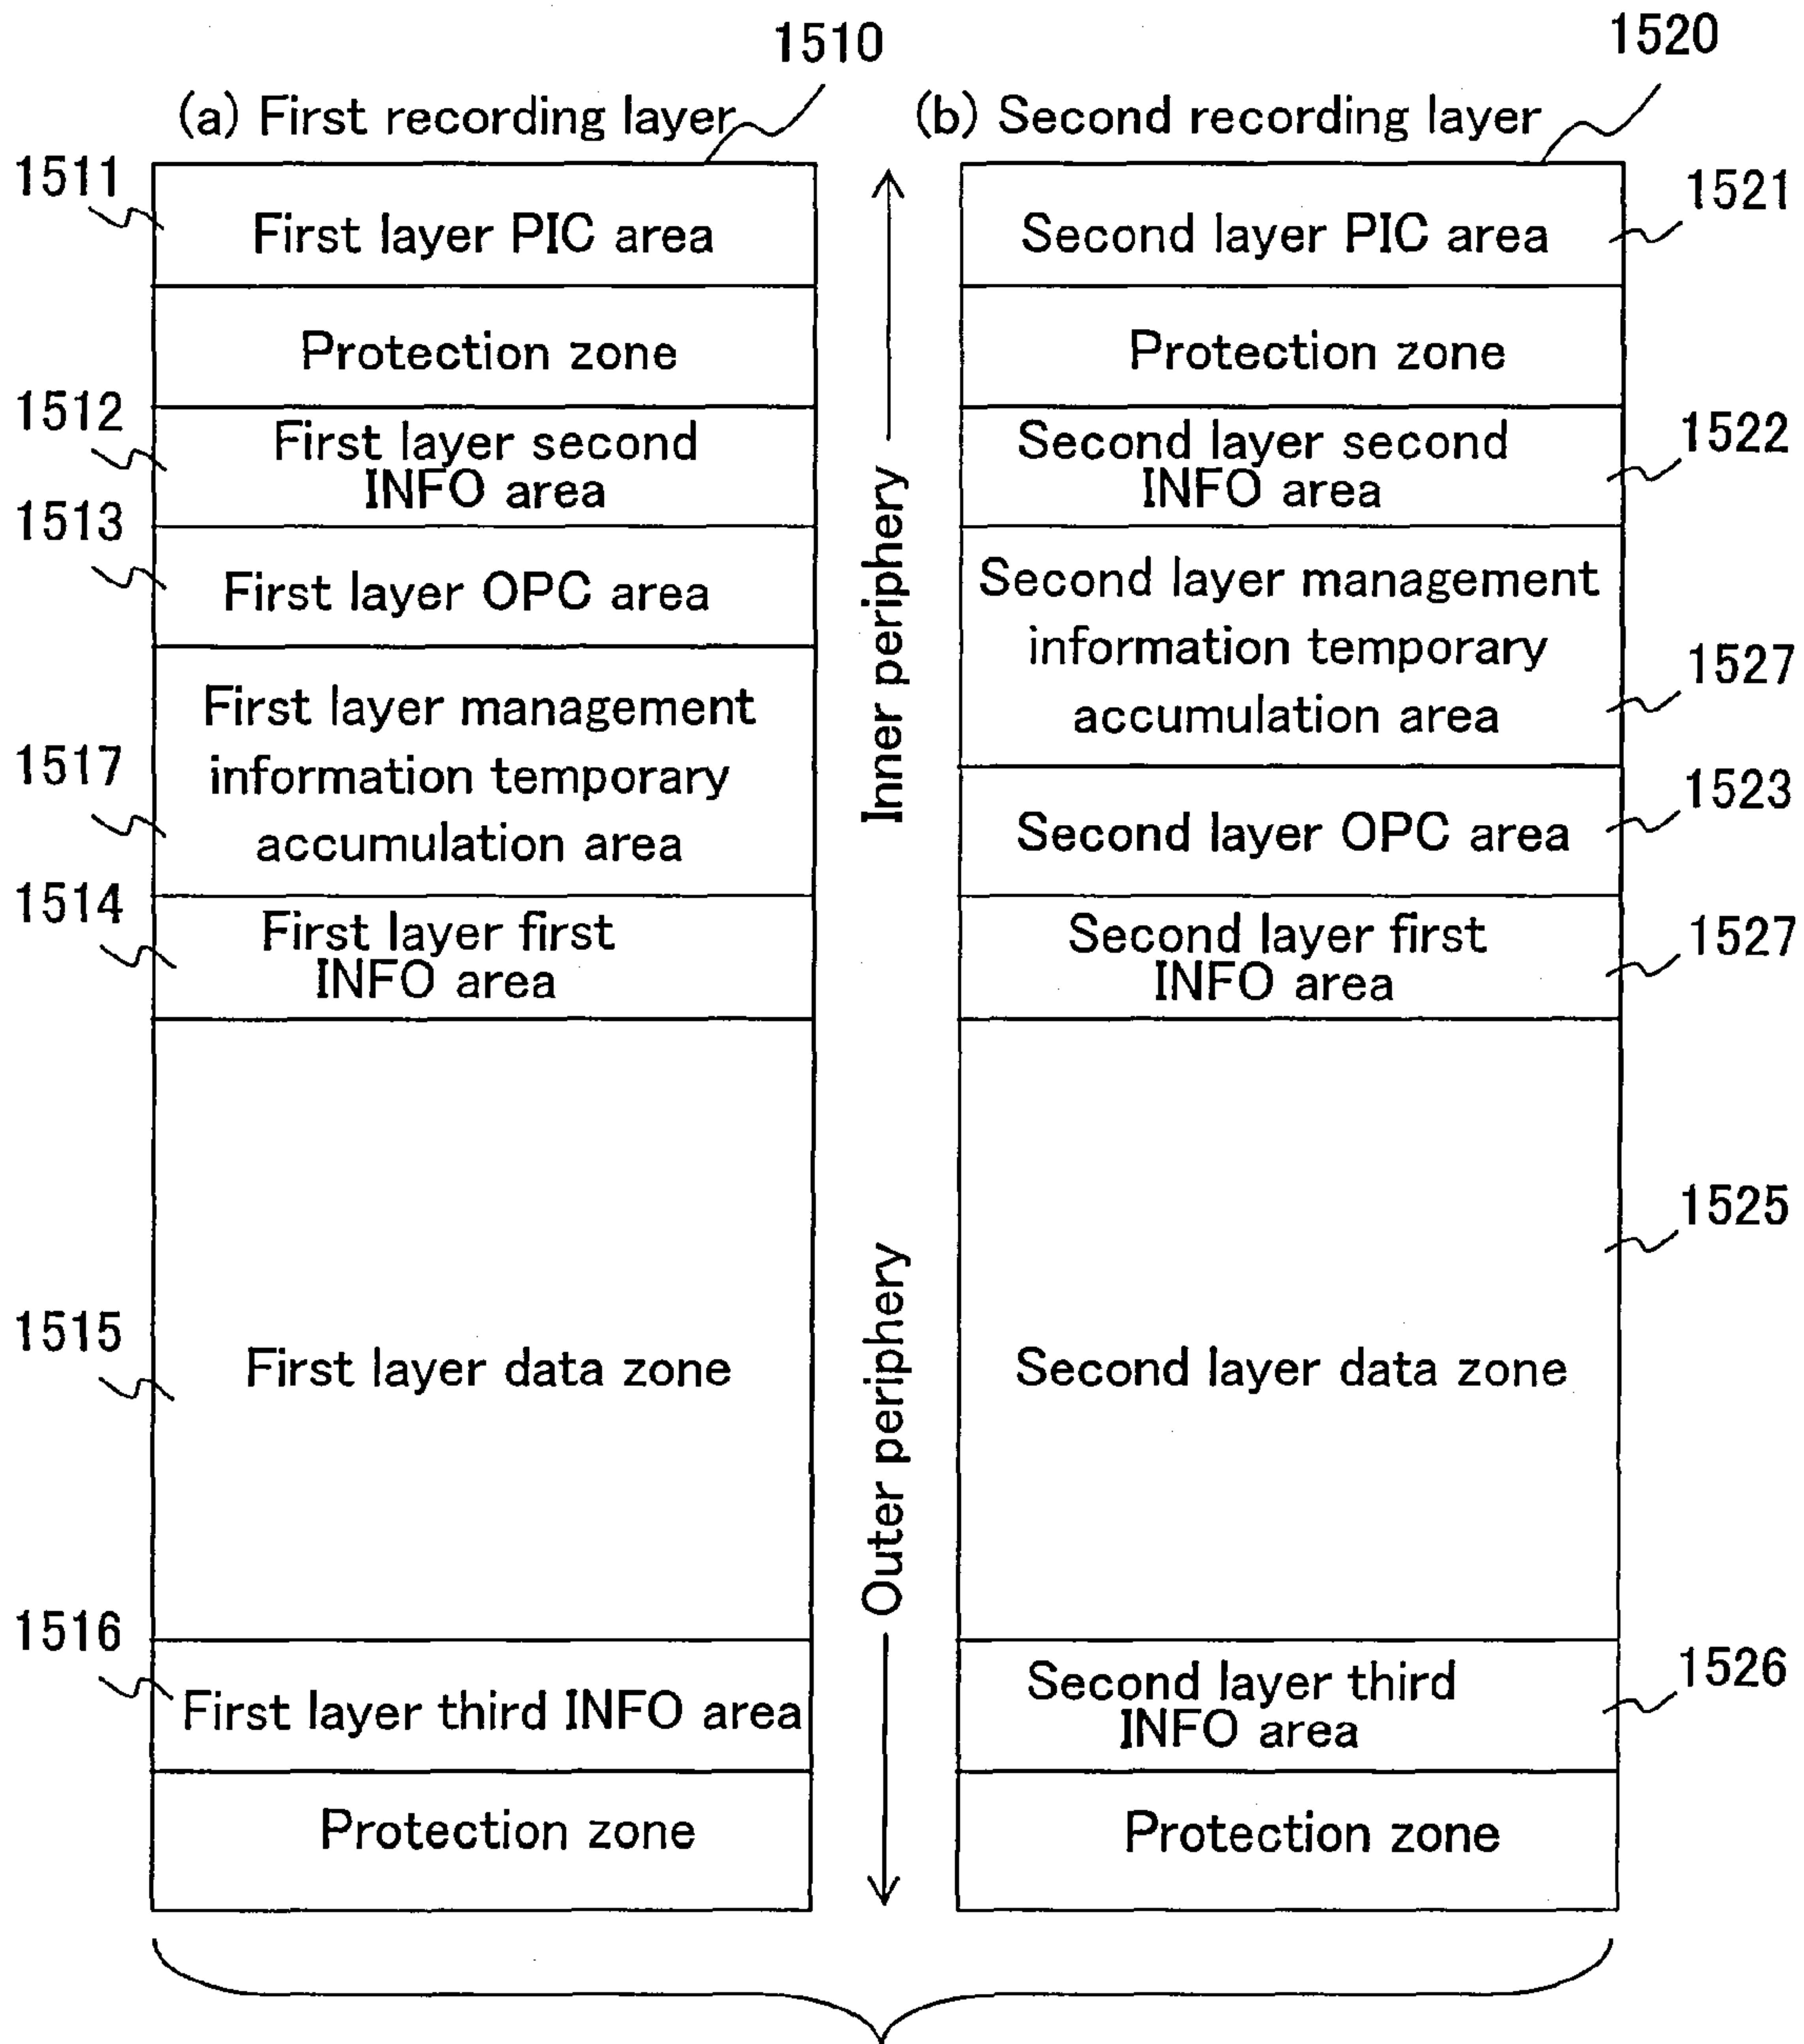 1510
1520
(a) First recording layer
(b) Second recording layer
1511
First layer PIC area
Protection zone
1512
First layer second
INFO area
1513
First layer OPC area
First layer management
information temporary
accumulation area
1517
1514
First layer first
INFO area
1515
First layer data zone
1516
First layer third INFO area
Protection zone
Inner periphery
Outer periphery
Second layer PIC area
1521
Protection zone
Second layer second
INFO area
1522
Second layer management
information temporary
accumulation area
1527
Second layer OPC area
1523
Second layer first
INFO area
1527
1525
Second layer data zone
Second layer third
INFO area
1526
Protection zone